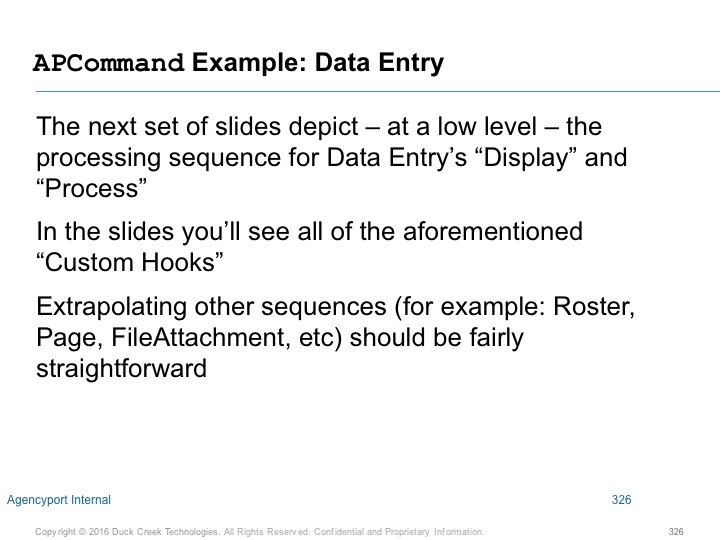 APCommand Example: Data Entry
The next set of slides depict – at a low level – the
processing sequence for Data Entry’s “Display” and
“Process”
In the slides you’ll see all of the aforementioned
“Custom Hooks”
Extrapolating other sequences (for example: Roster,
Page, FileAttachment, etc) should be fairly
straightforward
Agencyport Internal 326
Copyright © 2016 Duck Creek Technologies. All Rights Reserved. Confidential and Proprietary Information. 326